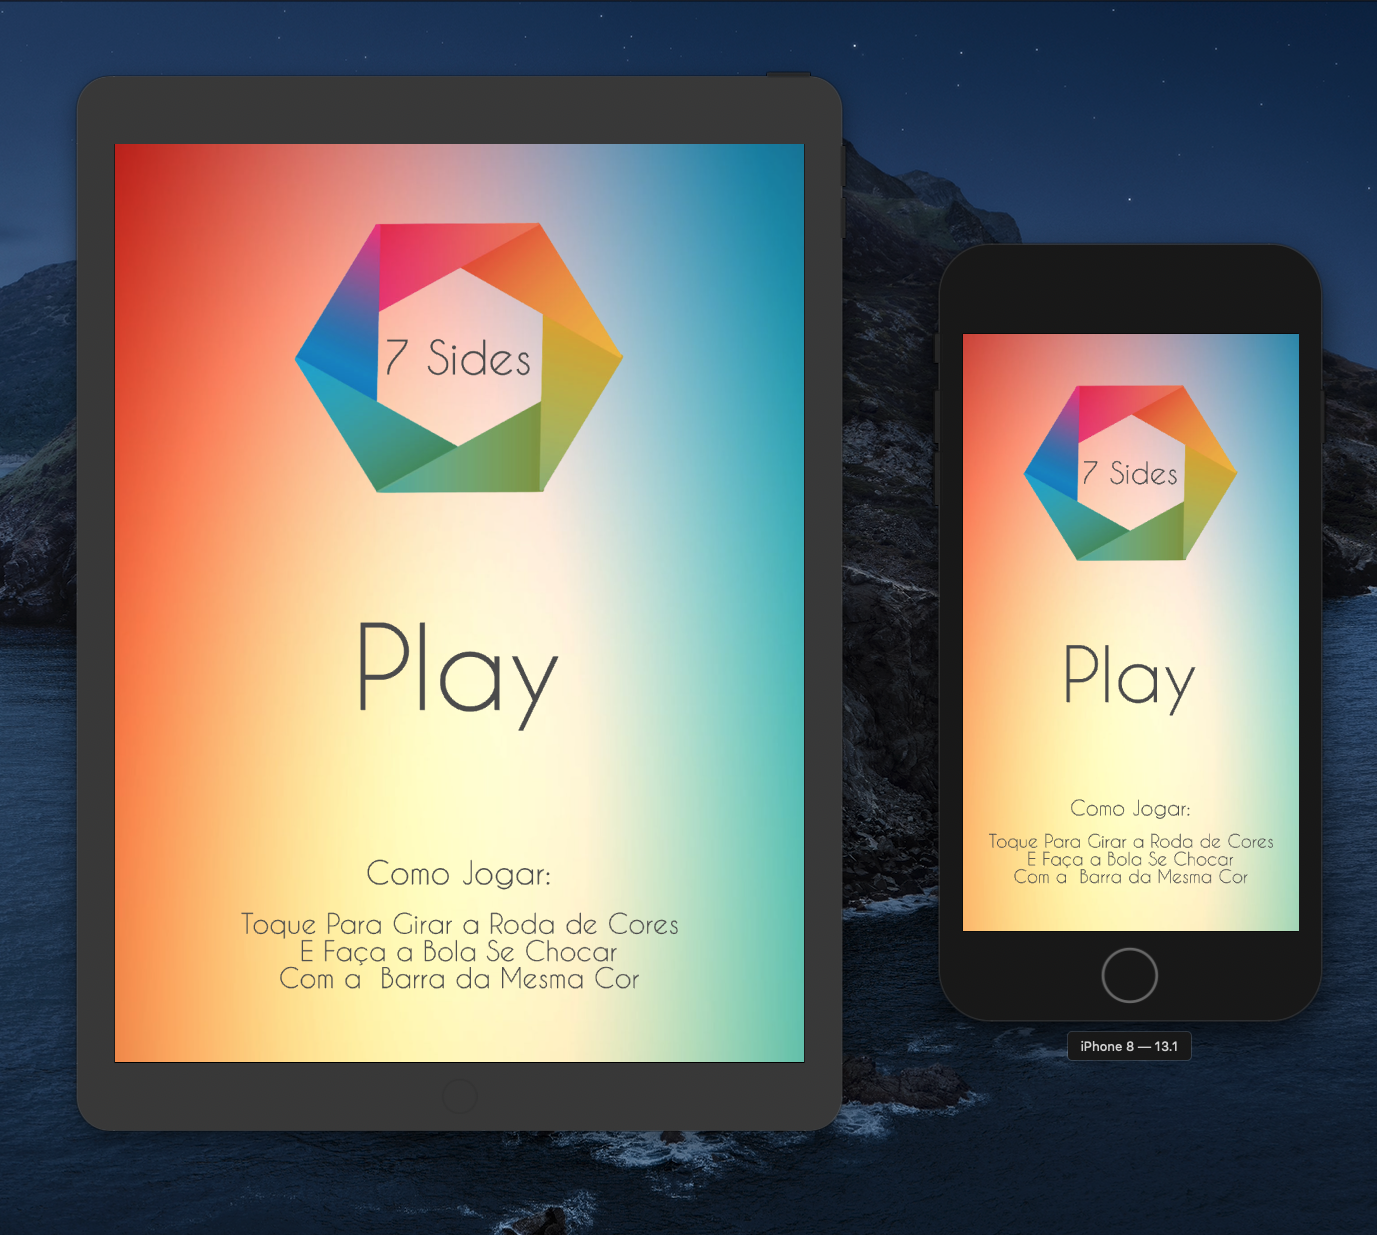 7 Sides
Play
Como Jogar:
Toque Para Girar a Roda de Cores
E Faça a Bola Se Chocar
Com a  Barra da Mesma Cor
7 Sides
Play
Como Jogar:
Toque Para Girar a Roda de Cores
E Faça a Bola Se Chocar
Com a  Barra da Mesma Cor
iPhone 8 — 13.1